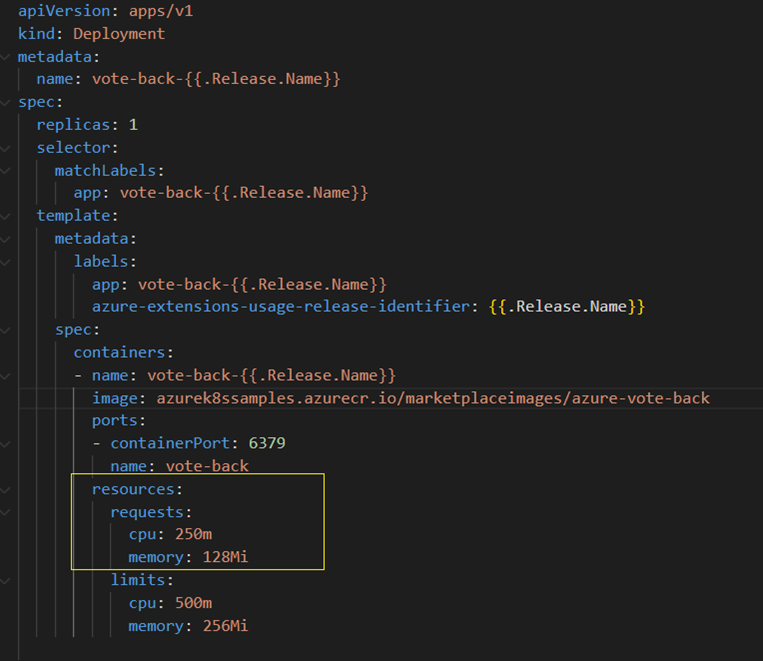 apiVersion: apps/v1
kind: Deployment
metadata:
  name: vote-back-{{.Release.Name}}
spec:
  replicas: 1
  selector:
    matchLabels:
      app: vote-back-{{.Release.Name}}
  template:
    metadata:
      labels:
        app: vote-back-{{.Release.Name}}
        azure-extensions-usage-release-identifier: {{.Release.Name}}
    spec:
      containers:
      - name: vote-back-{{.Release.Name}}
        image: azurek8ssamples.azurecr.io/marketplaceimages/azure-vote-back
        ports:
        - containerPort: 6379
          name: vote-back
        resources:
          requests:
            cpu: 250m
            memory: 128Mi
          limits:
            cpu: 500m
            memory: 256Mi